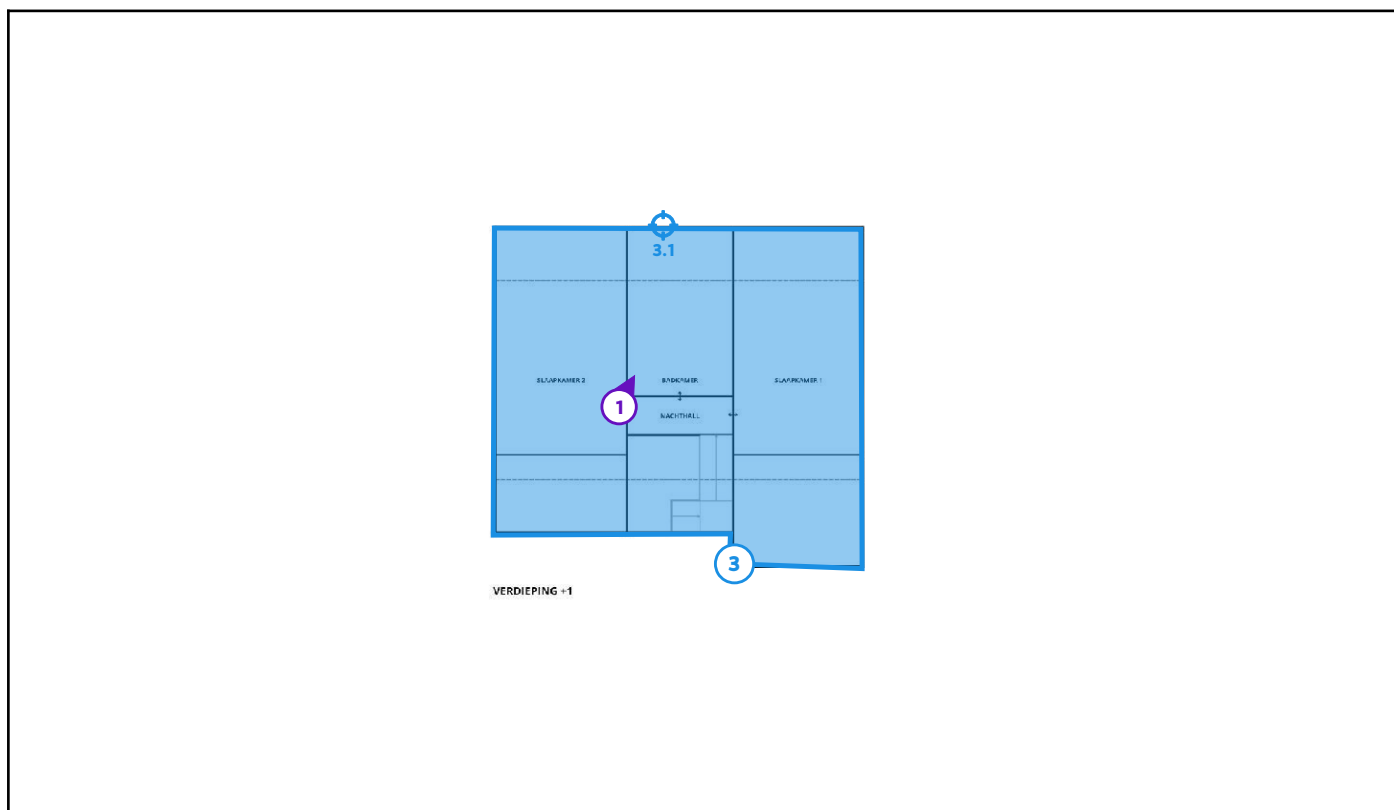 3.1
SLAAPKAMER 2
BADKAMER
SLAAPKAMER 1
1
NACHTHALL
3
VERDIEPING +1